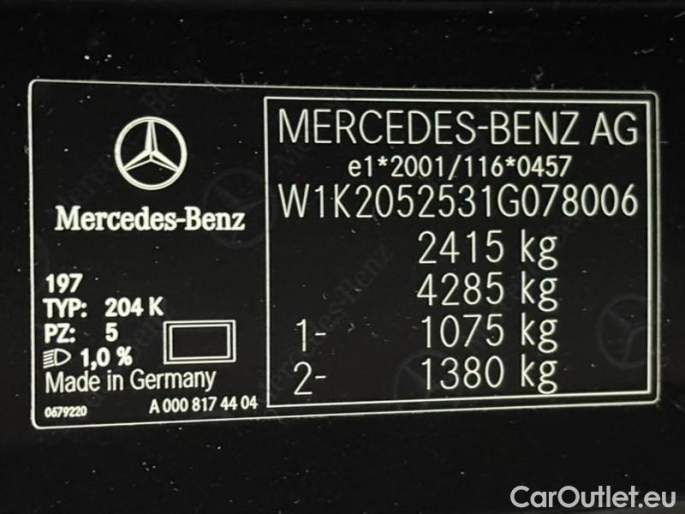 Mercedes-Benz
197
TYP: 204 K
PZ: 5
1,0 %
Made in Germany
0679220 A 000 817 44 04
MERCEDES-BENZ AG
e1*2001/116*0457
W1K2052531G078006
2415 kg
4285 kg
1- 1075 kg
2- 1380 kg
CarOutlet.eu